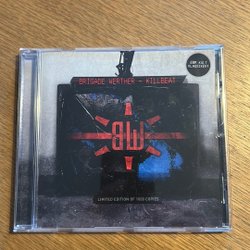 BRIGADE WERTHER - KILLBEAT
BW
LIMITED EDITION OF 1000 COPIES